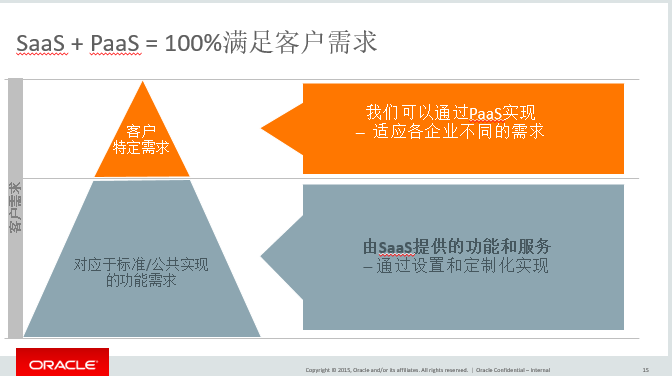 SaaS + PaaS = 100%满足客户需求
客户需求
客户
特定需求
我们可以通过PaaS实现
– 适应各企业不同的需求
对应于标准/公共实现
的功能需求
由SaaS提供的功能和服务
– 通过设置和定制化实现
ORACLE
Copyright © 2015, Oracle and/or its affiliates. All rights reserved. | Oracle Confidential – Internal
15